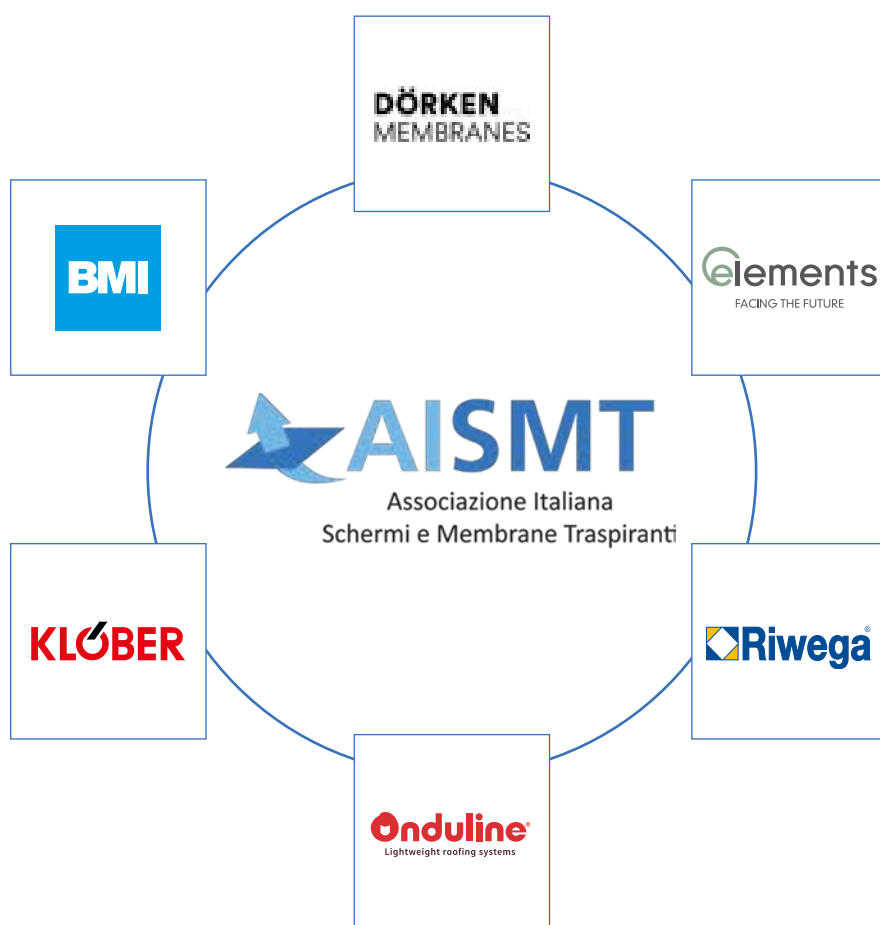 DÖRKEN
MEMBRANES
BMI
elements
FACING THE FUTURE
AISMT
Associazione Italiana
Schermi e Membrane Traspiranti
KLÖBER
Riwega®
Onduline®
Lightweight roofing systems